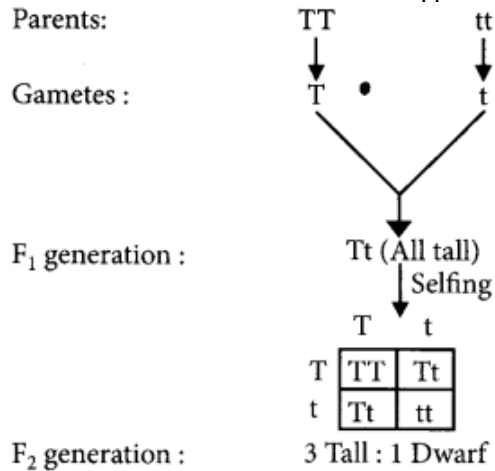 Parents: TT tt
Gametes : T t
F₁ generation : Tt (All tall)
Selfing
T t
T TT Tt
t Tt tt
F₂ generation : 3 Tall : 1 Dwarf